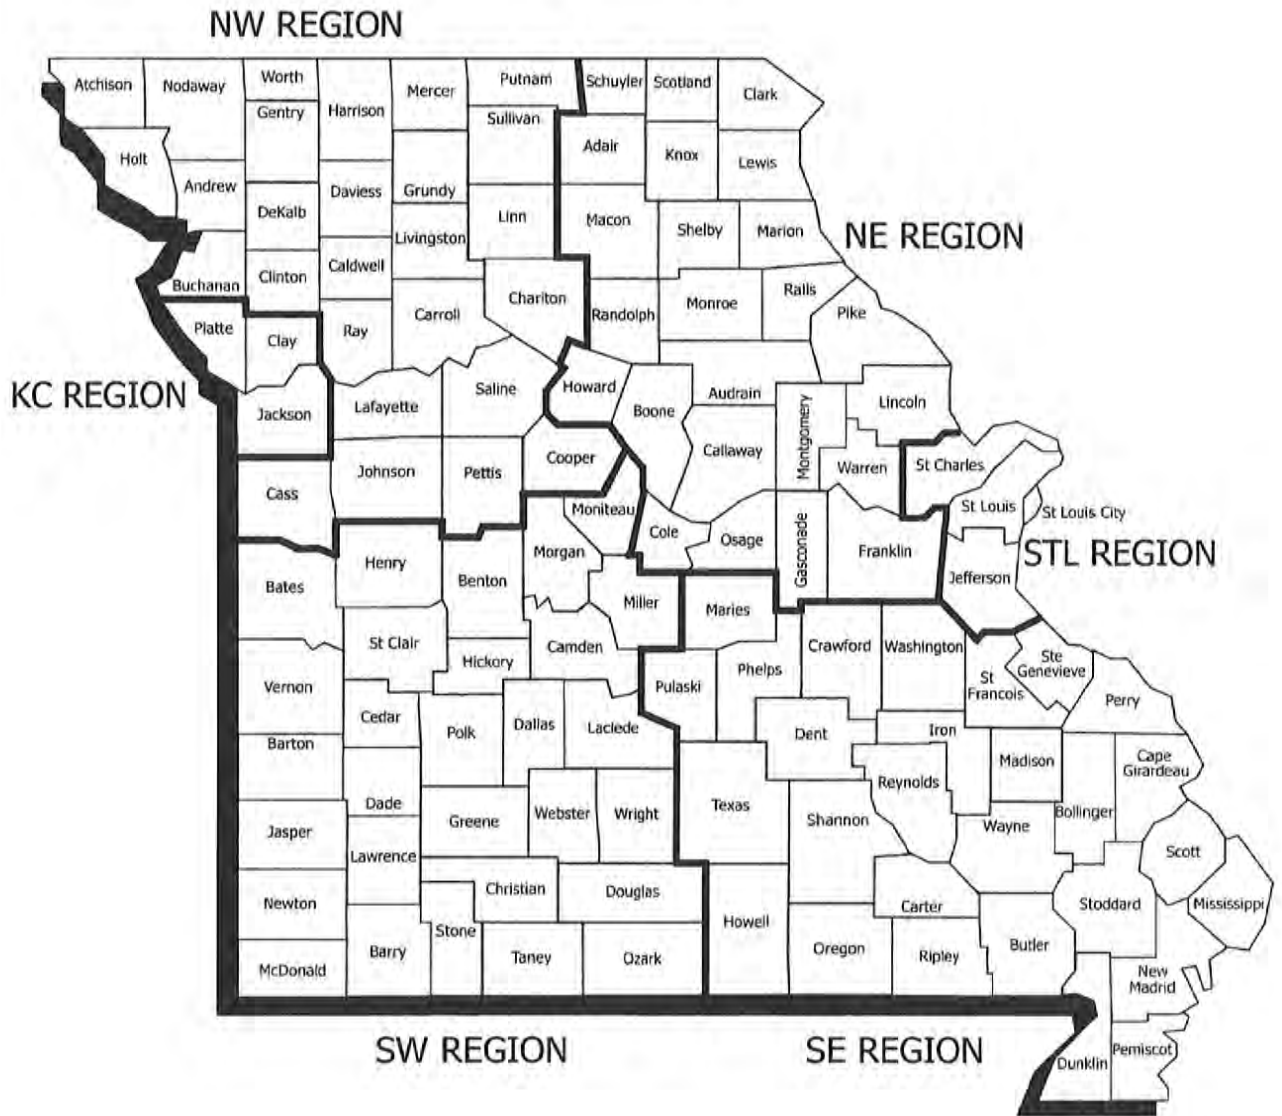 NW REGION
Atchison
Nodaway
Worth
Gentry
Harrison
Mercer
Putnam
Sullivan
Schuyler
Scotland
Clark
Adair
Knox
Lewis
Holt
Andrew
DeKalb
Daviess
Grundy
Linn
Macon
Shelby
Marion
NE REGION
Livingston
Buchanan
Clinton
Caldwell
Chariton
Randolph
Monroe
Ralls
Pike
Platte
Clay
Ray
Carroll
KC REGION
Jackson
Lafayette
Saline
Howard
Boone
Audrain
Montgomery
Lincoln
Callaway
Warren
St Charles
Cass
Johnson
Pettis
Cooper
Moniteau
St Louis
St Louis City
STL REGION
Cole
Osage
Gasconade
Franklin
Jefferson
Bates
Henry
Benton
Morgan
Miller
Maries
St Clair
Hickory
Camden
Pulaski
Phelps
Crawford
Washington
St
Francois
Ste
Genevieve
Perry
Vernon
Cedar
Polk
Dallas
Laclede
Dent
Iron
Madison
Cape
Girardeau
Barton
Dade
Greene
Webster
Wright
Texas
Shannon
Reynolds
Wayne
Bollinger
Scott
Mississippi
Jasper
Lawrence
Christian
Douglas
Howell
Carter
Stoddard
Newton
Barry
Stone
Taney
Ozark
Oregon
Ripley
Butler
New
Madrid
McDonald
SW REGION
SE REGION
Dunklin
Pemiscot